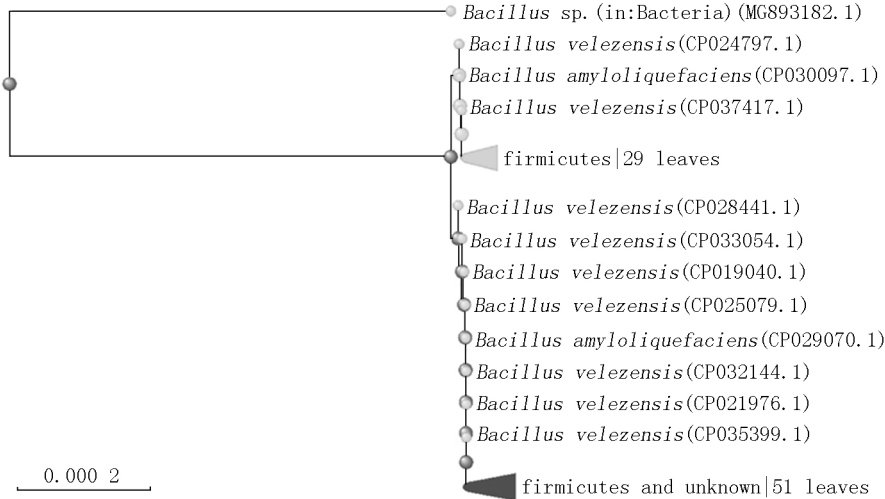 Bacillus sp.(in:Bacteria)(MG893182.1)
Bacillus velezensis(CP024797.1)
Bacillus amyloliquefaciens(CP030097.1)
Bacillus velezensis(CP037417.1)
firmicutes|29 leaves
Bacillus velezensis(CP028441.1)
Bacillus velezensis(CP033054.1)
Bacillus velezensis(CP019040.1)
Bacillus velezensis(CP025079.1)
Bacillus amyloliquefaciens(CP029070.1)
Bacillus velezensis(CP032144.1)
Bacillus velezensis(CP021976.1)
Bacillus velezensis(CP035399.1)
0.000 2
firmicutes and unknown|51 leaves